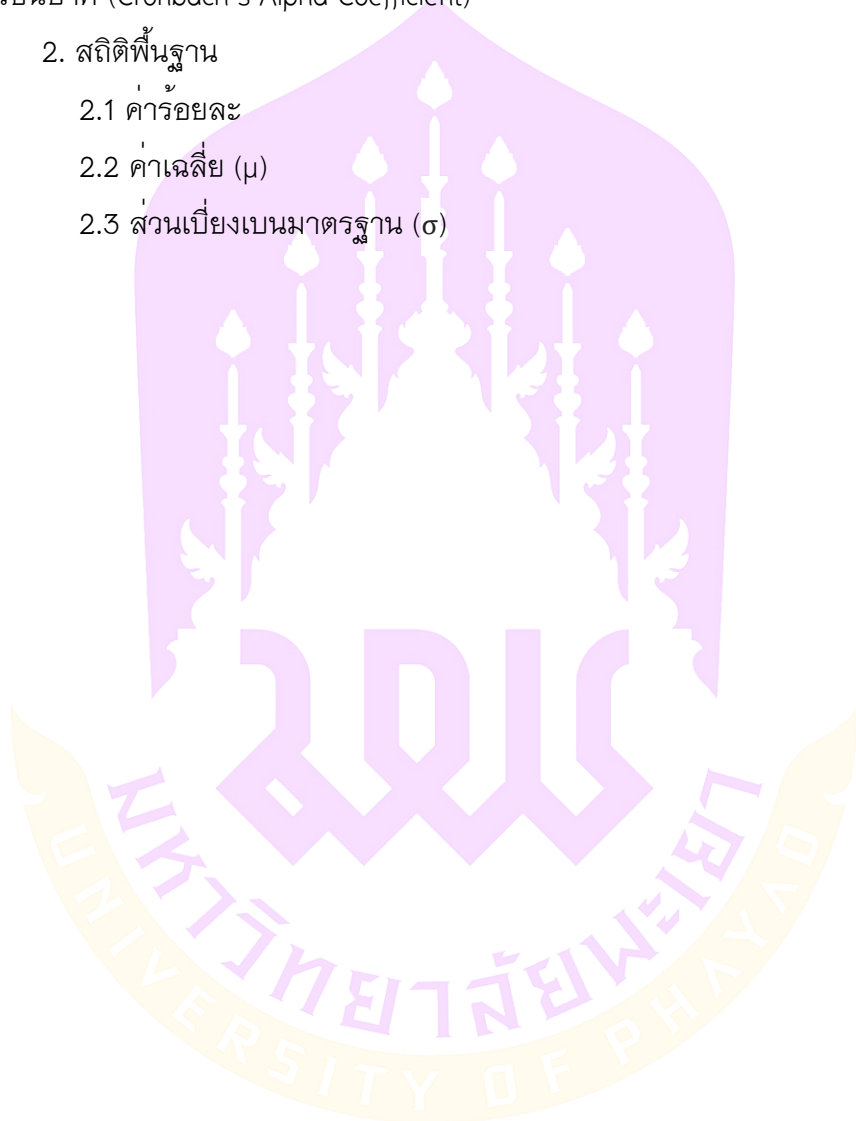 (Cronbach's Alpha Coefficient)
2. สถิติพื้นฐาน
2.1 ค่าร้อยละ
2.2 ค่าเฉลี่ย (μ)
2.3 ส่วนเบี่ยงเบนมาตรฐาน (σ)
มหาวิทยาลัยพะเยา
UNIVERSITY OF PHAYAO